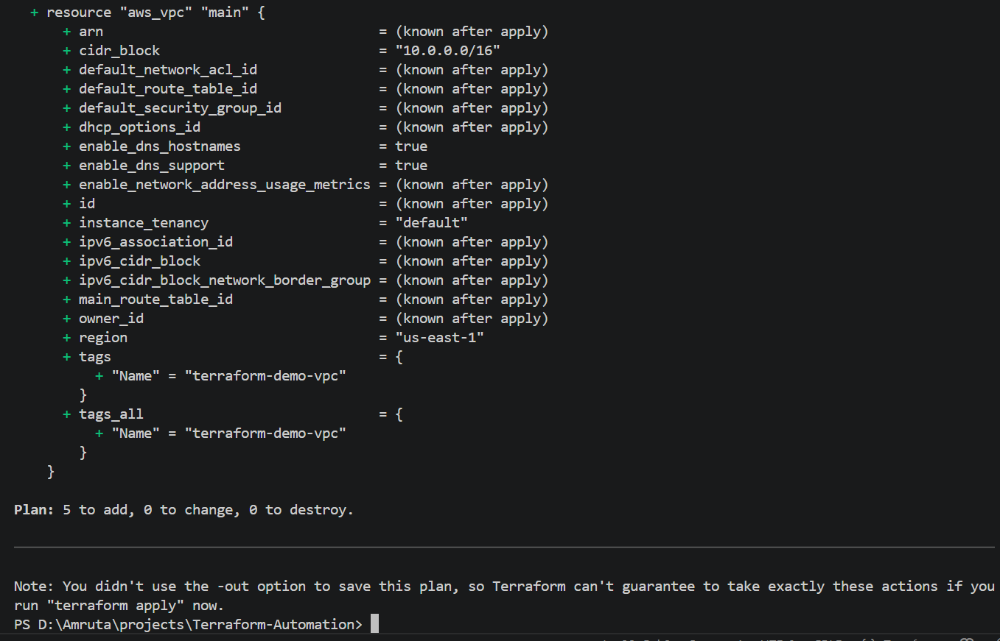 + resource "aws_vpc" "main" {
+ arn = (known after apply)
+ cidr_block = "10.0.0.0/16"
+ default_network_acl_id = (known after apply)
+ default_route_table_id = (known after apply)
+ default_security_group_id = (known after apply)
+ dhcp_options_id = (known after apply)
+ enable_dns_hostnames = true
+ enable_dns_support = true
+ enable_network_address_usage_metrics = (known after apply)
+ id = (known after apply)
+ instance_tenancy = "default"
+ ipv6_association_id = (known after apply)
+ ipv6_cidr_block = (known after apply)
+ ipv6_cidr_block_network_border_group = (known after apply)
+ main_route_table_id = (known after apply)
+ owner_id = (known after apply)
+ region = "us-east-1"
+ tags = {
+ "Name" = "terraform-demo-vpc"
}
+ tags_all = {
+ "Name" = "terraform-demo-vpc"
}
}
Plan: 5 to add, 0 to change, 0 to destroy.
Note: You didn't use the -out option to save this plan, so Terraform can't guarantee to take exactly these actions if you
run "terraform apply" now.
PS D:\Amruta\projects\Terraform-Automation>